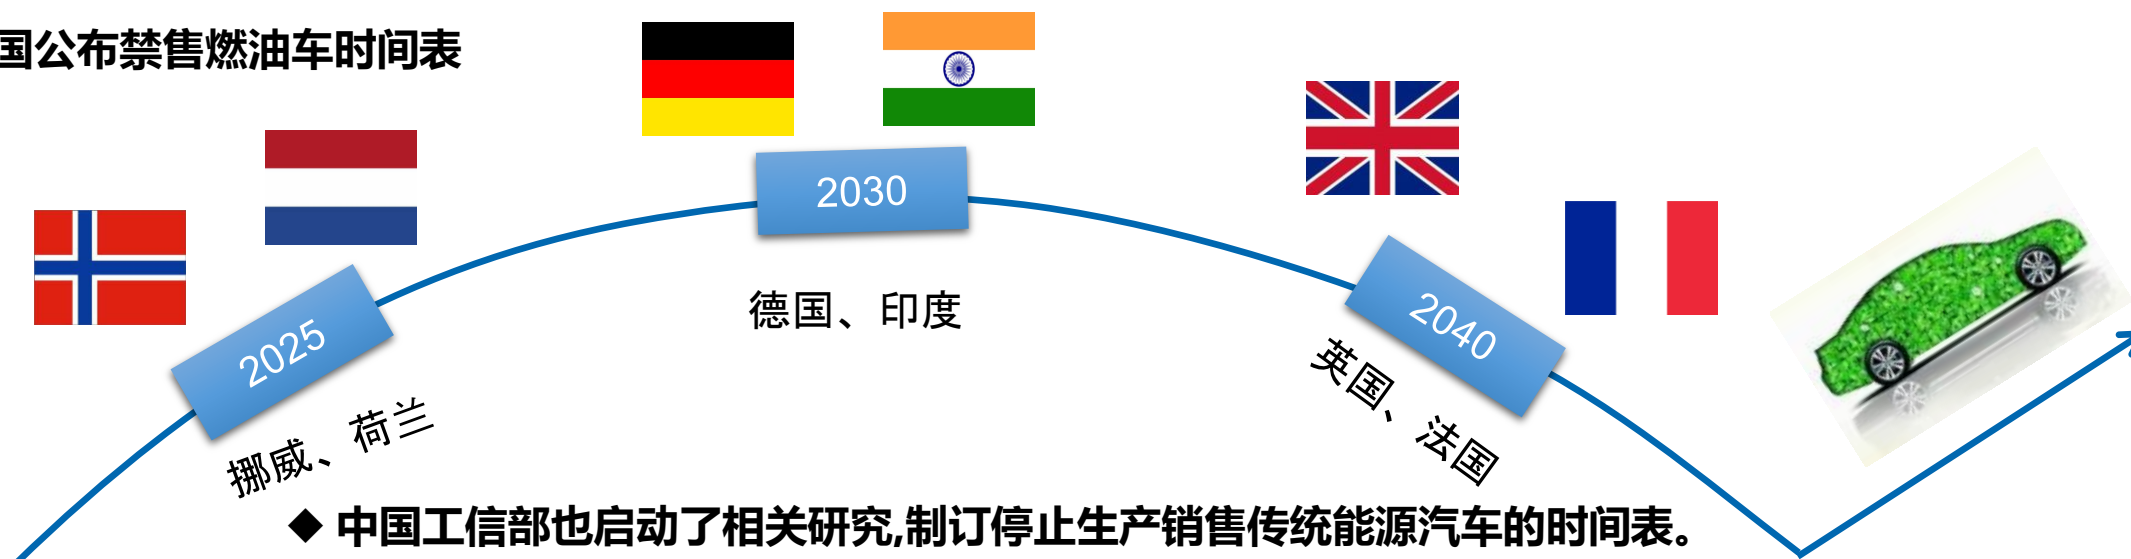 国公布禁售燃油车时间表
2025
挪威、荷兰
2030
德国、印度
2040
英国、法国
◆ 中国工信部也启动了相关研究,制订停止生产销售传统能源汽车的时间表。